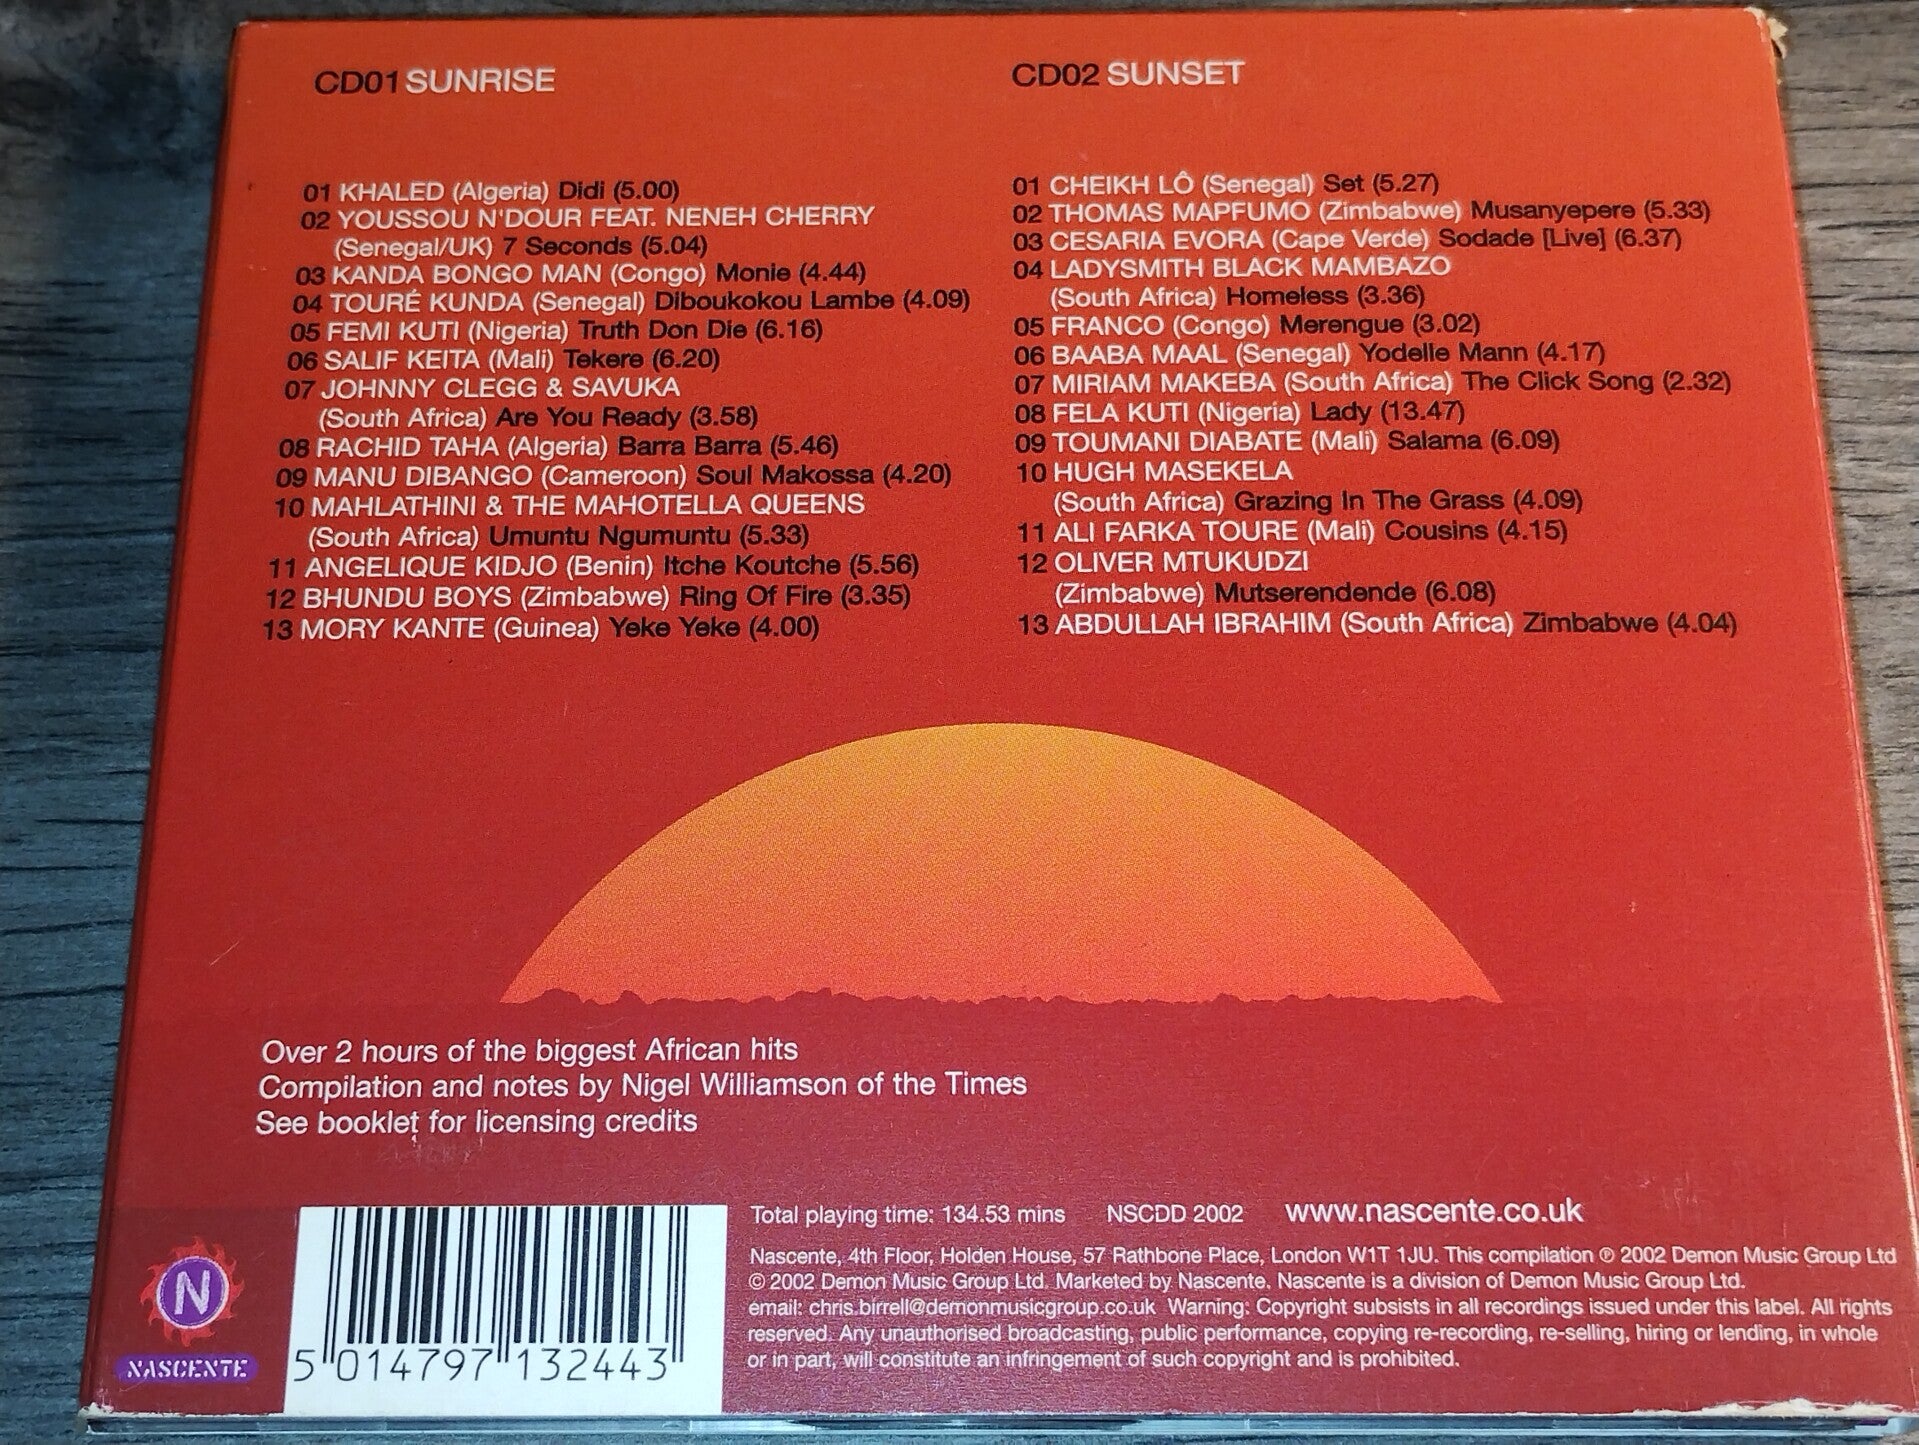 CD01 SUNRISE
01 KHALED (Algeria) Didi (5.00)
02 YOUSSOU N'DOUR FEAT. NENEH CHERRY
(Senegal/UK) 7 Seconds (5.04)
03 KANDA BONGO MAN (Congo) Monie (4.44)
04 TOURÉ KUNDA (Senegal) Diboukokou Lambe (4.09)
05 FEMI KUTI (Nigeria) Truth Don Die (6.16)
06 SALIF KEITA (Mali) Tekere (6.20)
07 JOHNNY CLEGG & SAVUKA
(South Africa) Are You Ready (3.58)
08 RACHID TAHA (Algeria) Barra Barra (5.46)
09 MANU DIBANGO (Cameroon) Soul Makossa (4.20)
10 MAHLATHINI & THE MAHOTELLA QUEENS
(South Africa) Umuntu Ngumuntu (5.33)
11 ANGELIQUE KIDJO (Benin) Itche Koutche (5.56)
12 BHUNDU BOYS (Zimbabwe) Ring Of Fire (3.35)
13 MORY KANTE (Guinea) Yeke Yeke (4.00)
CD02 SUNSET
01 CHEIKH LÔ (Senegal) Set (5.27)
02 THOMAS MAPFUMO (Zimbabwe) Musanyepere (5.33)
03 CESARIA EVORA (Cape Verde) Sodade [Live] (6.37)
04 LADYSMITH BLACK MAMBAZO
(South Africa) Homeless (3.36)
05 FRANCO (Congo) Merengue (3.02)
06 BAABA MAAL (Senegal) Yodelle Mann (4.17)
07 MIRIAM MAKEBA (South Africa) The Click Song (2.32)
08 FELA KUTI (Nigeria) Lady (13.47)
09 TOUMANI DIABATE (Mali) Salama (6.09)
10 HUGH MASEKELA
(South Africa) Grazing In The Grass (4.09)
11 ALI FARKA TOURE (Mali) Cousins (4.15)
12 OLIVER MTUKUDZI
(Zimbabwe) Mutserendende (6.08)
13 ABDULLAH IBRAHIM (South Africa) Zimbabwe (4.04)
Over 2 hours of the biggest African hits
Compilation and notes by Nigel Williamson of the Times
See booklet for licensing credits
N
NASCENTE
5 014797 132443
Total playing time: 134.53 mins NSCDD 2002 www.nascente.co.uk
Nascente, 4th Floor, Holden House, 57 Rathbone Place, London W1T 1JU. This compilation ℗ 2002 Demon Music Group Ltd
© 2002 Demon Music Group Ltd. Marketed by Nascente. Nascente is a division of Demon Music Group Ltd.
email: chris.birrell@demonmusicgroup.co.uk Warning: Copyright subsists in all recordings issued under this label. All rights
reserved. Any unauthorised broadcasting, public performance, copying re-recording, re-selling, hiring or lending, in whole
or in part, will constitute an infringement of such copyright and is prohibited.